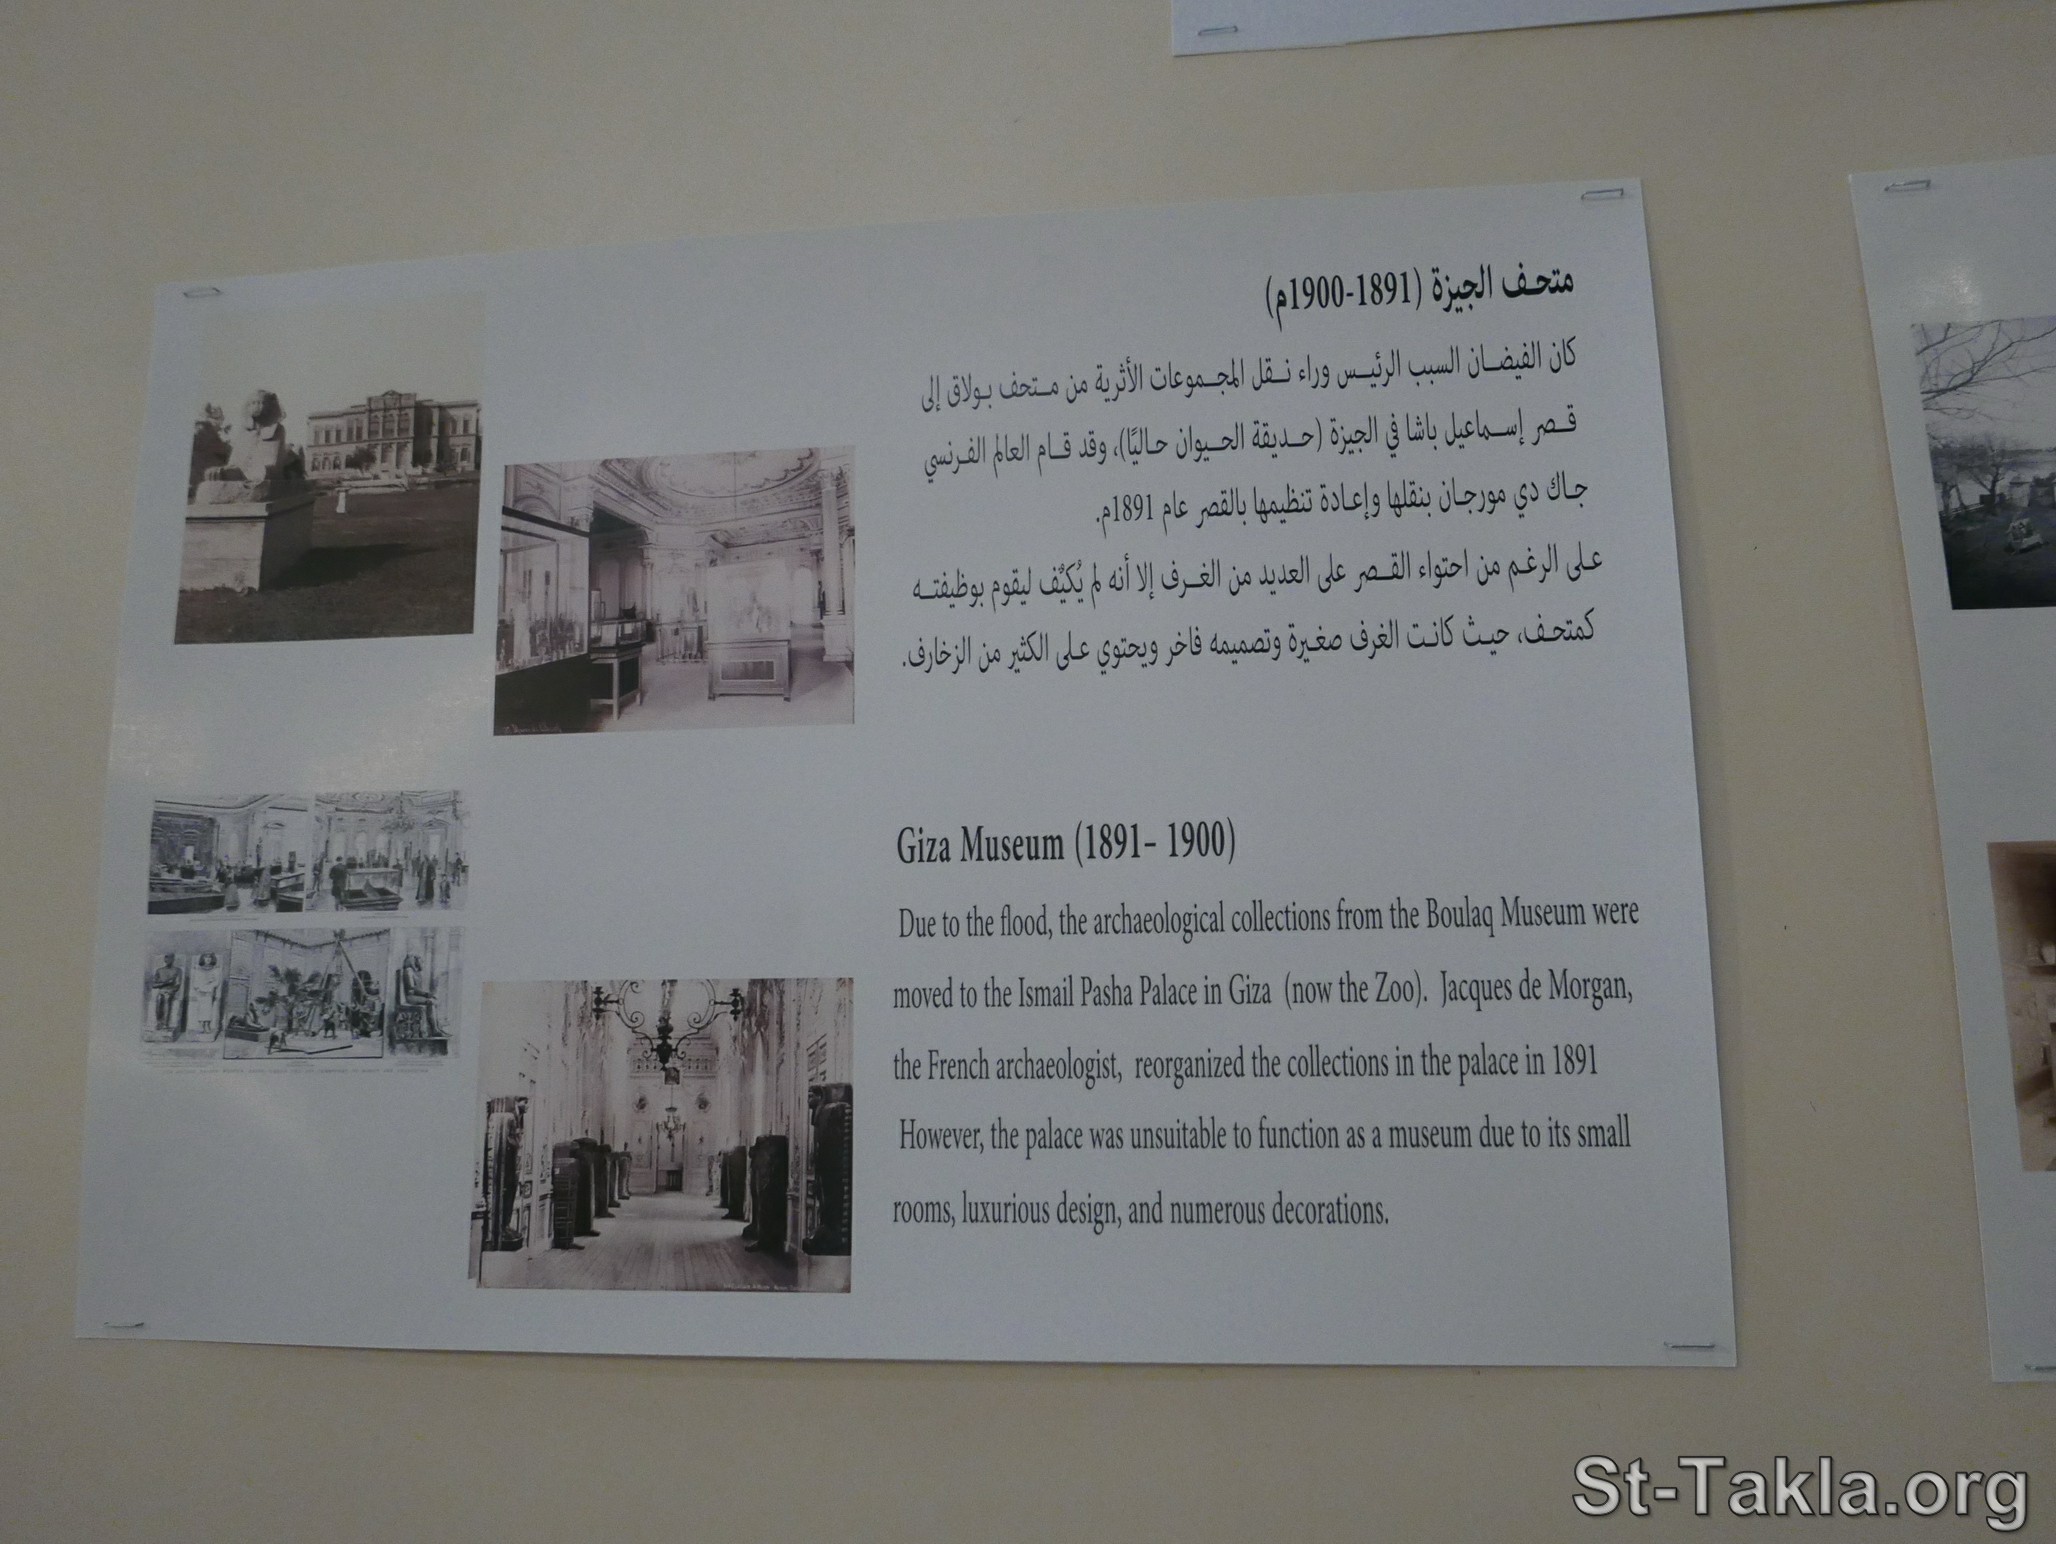 متحف الجيزة (1891-1900م)
كان الفيضان السبب الرئيس وراء نقل المجموعات الأثرية من متحف بولاق إلى
قصر إسماعيل باشا في الجيزة (حديقة الحيوان حاليًا)، وقد قام العالم الفرنسي
جاك دي مورجان بنقلها وإعادة تنظيمها بالقصر عام 1891م.
على الرغم من احتواء القصر على العديد من الغرف إلا أنه لم يُكيَّف ليقوم بوظيفته
كمتحف، حيث كانت الغرف صغيرة وتصميمه فاخر ويحتوي على الكثير من الزخارف.
Giza Museum (1891– 1900)
Due to the flood, the archaeological collections from the Boulaq Museum were
moved to the Ismail Pasha Palace in Giza (now the Zoo). Jacques de Morgan,
the French archaeologist, reorganized the collections in the palace in 1891
However, the palace was unsuitable to function as a museum due to its small
rooms, luxurious design, and numerous decorations.
St-Takla.org